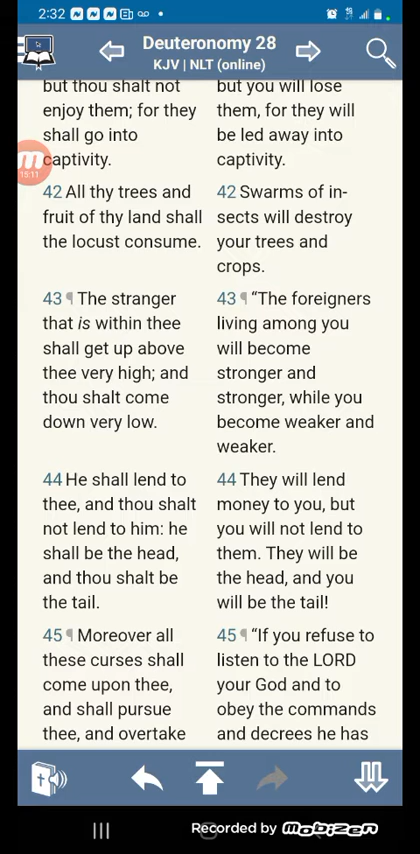 2:32
Deuteronomy 28
KJV | NLT (online)
but thou shalt not
enjoy them; for they
shall go into
captivity.
42 All thy trees and
fruit of thy land shall
the locust consume.
43 ¶ The stranger
that is within thee
shall get up above
thee very high; and
thou shalt come
down very low.
44 He shall lend to
thee, and thou shalt
not lend to him: he
shall be the head,
and thou shalt be
the tail.
45 ¶ Moreover all
these curses shall
come upon thee,
and shall pursue
thee, and overtake
but you will lose
them, for they will
be led away into
captivity.
42 Swarms of in-
sects will destroy
your trees and
crops.
43 ¶ “The foreigners
living among you
will become
stronger and
stronger, while you
become weaker and
weaker.
44 They will lend
money to you, but
you will not lend to
them. They will be
the head, and you
will be the tail!
45 ¶ “If you refuse to
listen to the LORD
your God and to
obey the commands
and decrees he has
15:11
Recorded by Mobizen